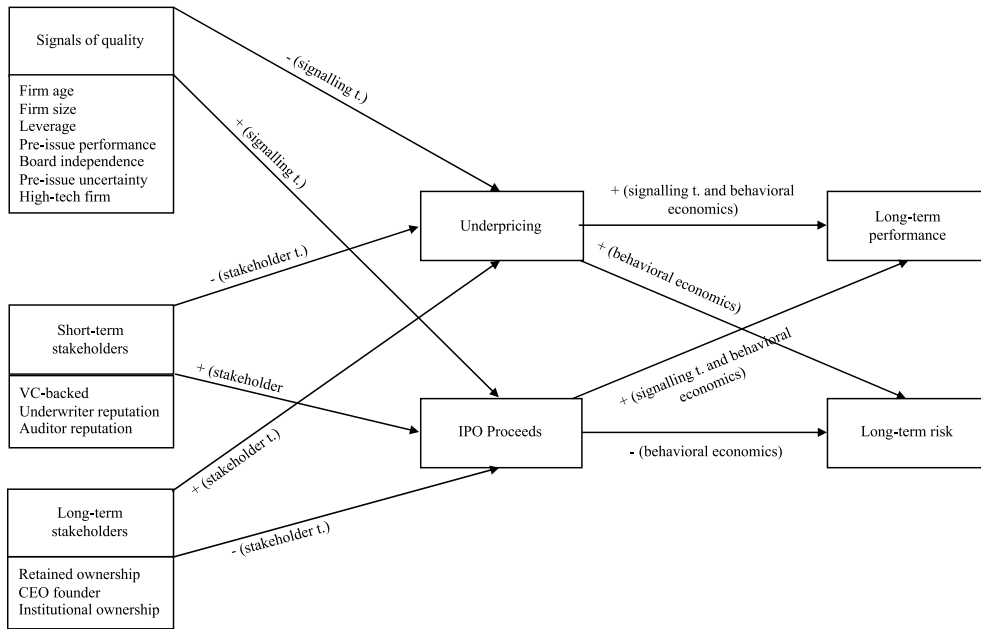 Signals of quality
Firm age
Firm size
Leverage
Pre-issue performance
Board independence
Pre-issue uncertainty
High-tech firm
- (signalling t.)
+ (signalling t.)
Underpricing
+ (signalling t. and behavioral
economics)
Long-term
performance
- (stakeholder t.)
+ (behavioral economics)
Short-term
stakeholders
VC-backed
Underwriter reputation
Auditor reputation
+ (stakeholder
+ (stakeholder t.)
IPO Proceeds
+ (signalling t. and behavioral
economics)
- (behavioral economics)
Long-term risk
Long-term
stakeholders
Retained ownership
CEO founder
Institutional ownership
- (stakeholder t.)